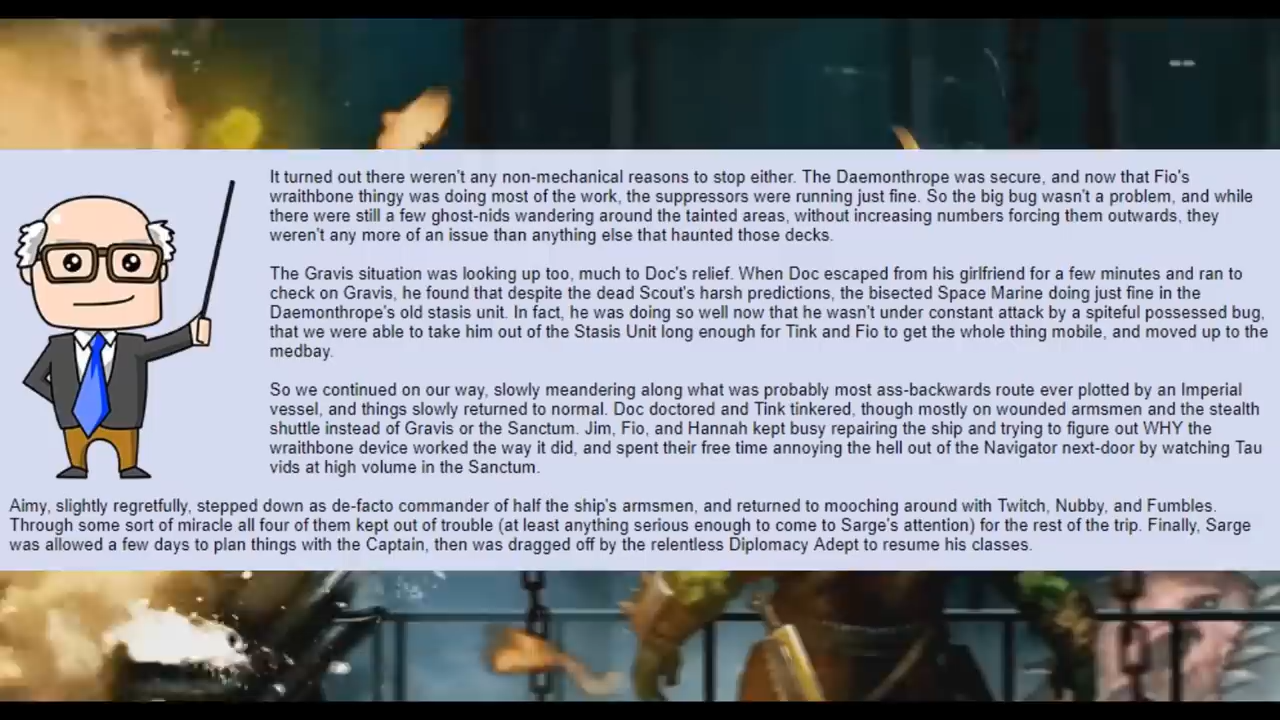 It turned out there weren't any non-mechanical reasons to stop either. The Daemonthrope was secure, and now that Fio's
wraithbone thingy was doing most of the work, the suppressors were running just fine. So the big bug wasn't a problem, and while
there were still a few ghost-nids wandering around the tainted areas, without increasing numbers forcing them outwards, they
weren't any more of an issue than anything else that haunted those decks.
The Gravis situation was looking up too, much to Doc's relief. When Doc escaped from his girlfriend for a few minutes and ran to
check on Gravis, he found that despite the dead Scout's harsh predictions, the bisected Space Marine doing just fine in the
Daemonthrope's old stasis unit. In fact, he was doing so well now that he wasn't under constant attack by a spiteful possessed bug,
that we were able to take him out of the Stasis Unit long enough for Tink and Fio to get the whole thing mobile, and moved up to the
medbay.
So we continued on our way, slowly meandering along what was probably most ass-backwards route ever plotted by an Imperial
vessel, and things slowly returned to normal. Doc doctored and Tink tinkered, though mostly on wounded armsmen and the stealth
shuttle instead of Gravis or the Sanctum. Jim, Fio, and Hannah kept busy repairing the ship and trying to figure out WHY the
wraithbone device worked the way it did, and spent their free time annoying the hell out of the Navigator next-door by watching Tau
vids at high volume in the Sanctum.
Aimy, slightly regretfully, stepped down as de-facto commander of half the ship's armsmen, and returned to mooching around with Twitch, Nubby, and Fumbles.
Through some sort of miracle all four of them kept out of trouble (at least anything serious enough to come to Sarge's attention) for the rest of the trip. Finally, Sarge
was allowed a few days to plan things with the Captain, then was dragged off by the relentless Diplomacy Adept to resume his classes.